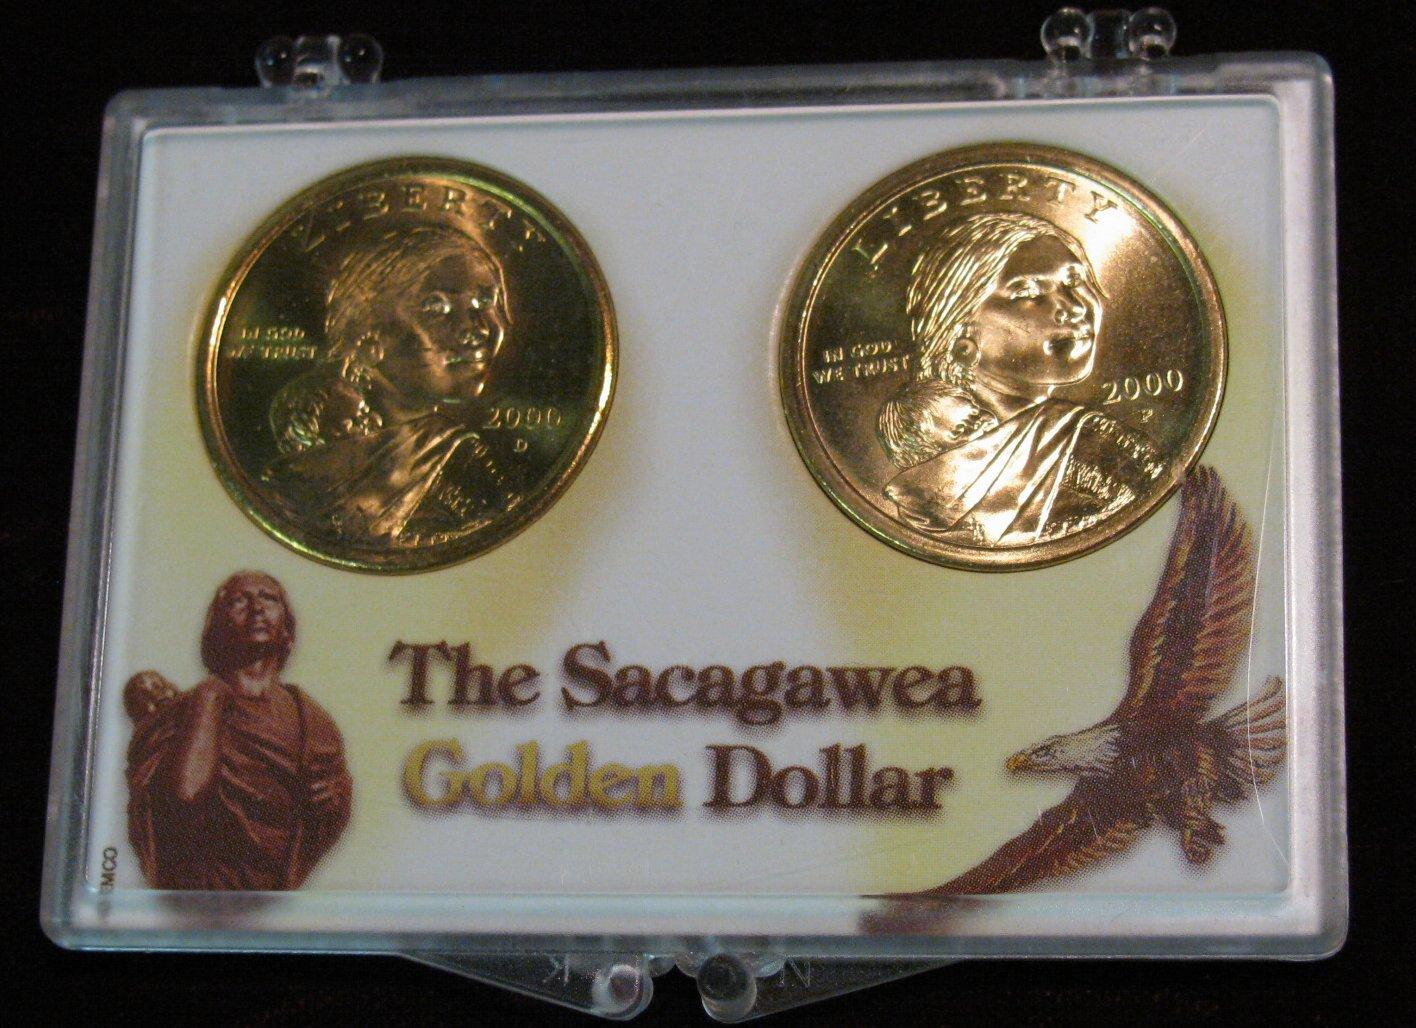 LIBERTY
IN GOD
WE TRUST
2000
D
LIBERTY
IN GOD
WE TRUST
2000
P
The Sacagawea
Golden Dollar
K
N